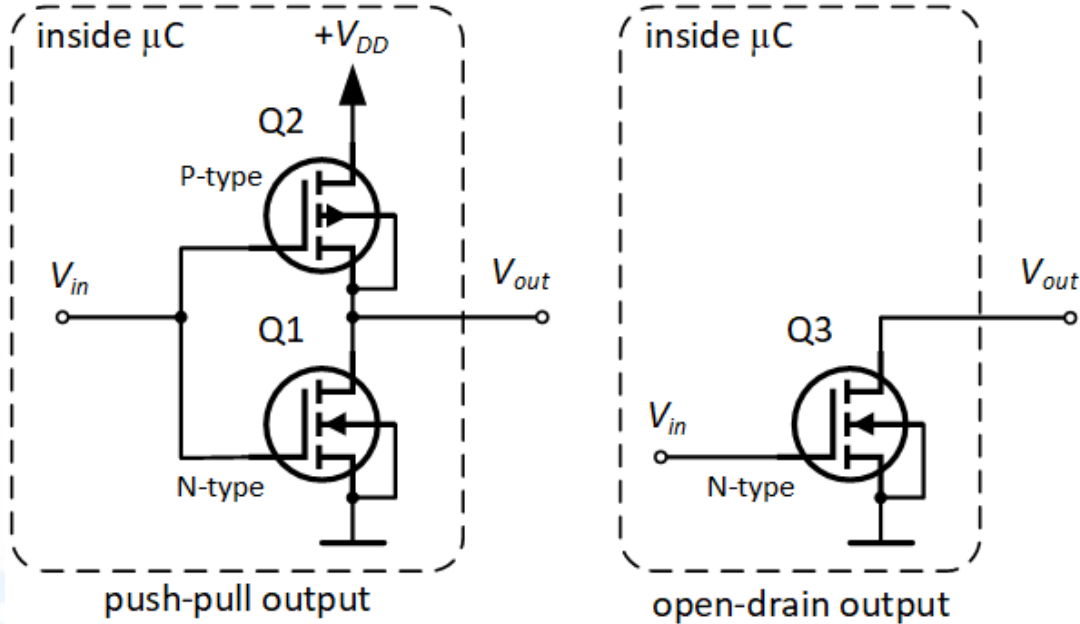 inside μC
+VDD
Q2
P-type
Vin
Vout
Q1
N-type
push-pull output
inside μC
Vout
Q3
Vin
N-type
open-drain output